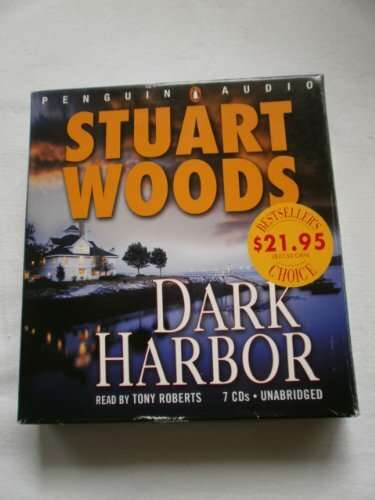 PENGUIN AUDIO
STUART
WOODS
BESTSELLER'S
$21.95
CHOICE
DARK
HARBOR
READ BY TONY ROBERTS 7 CDs • UNABRIDGED